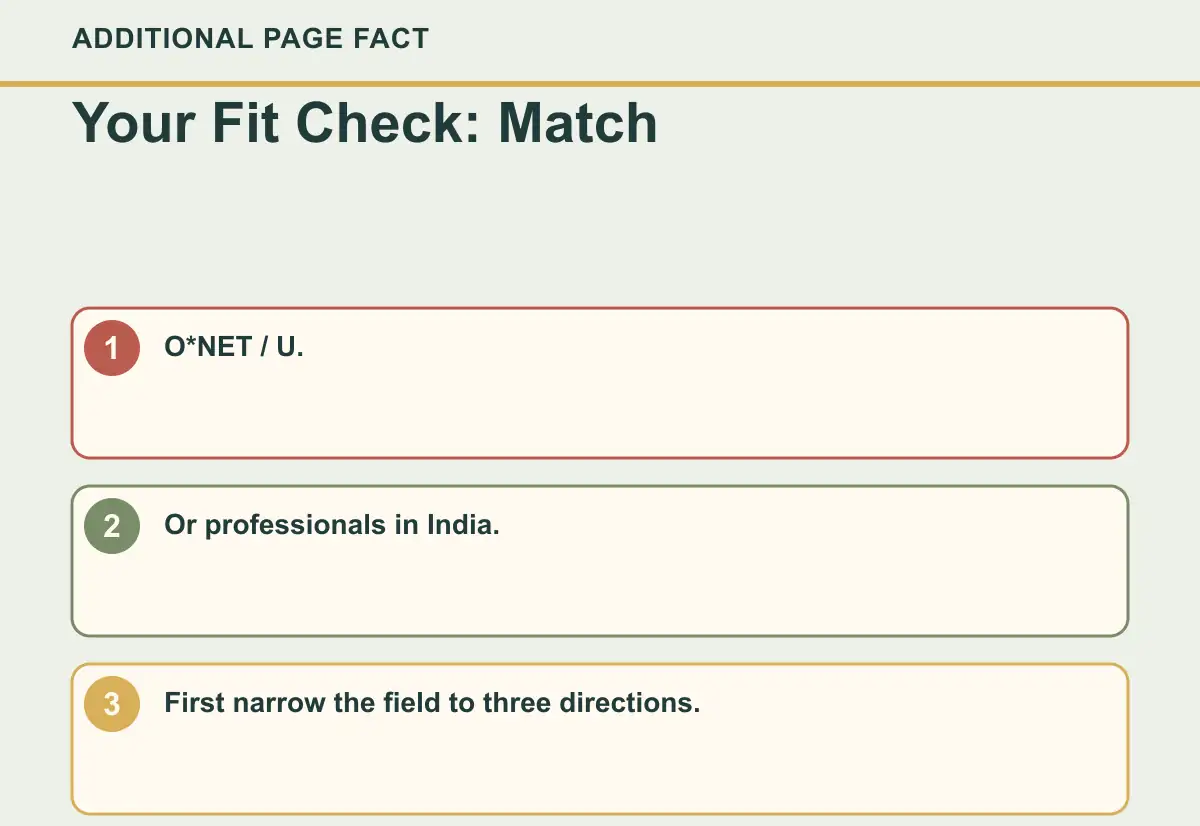 ADDITIONAL PAGE FACT
Your Fit Check: Match
1 O*NET / U.
2 Or professionals in India.
3 First narrow the field to three directions.